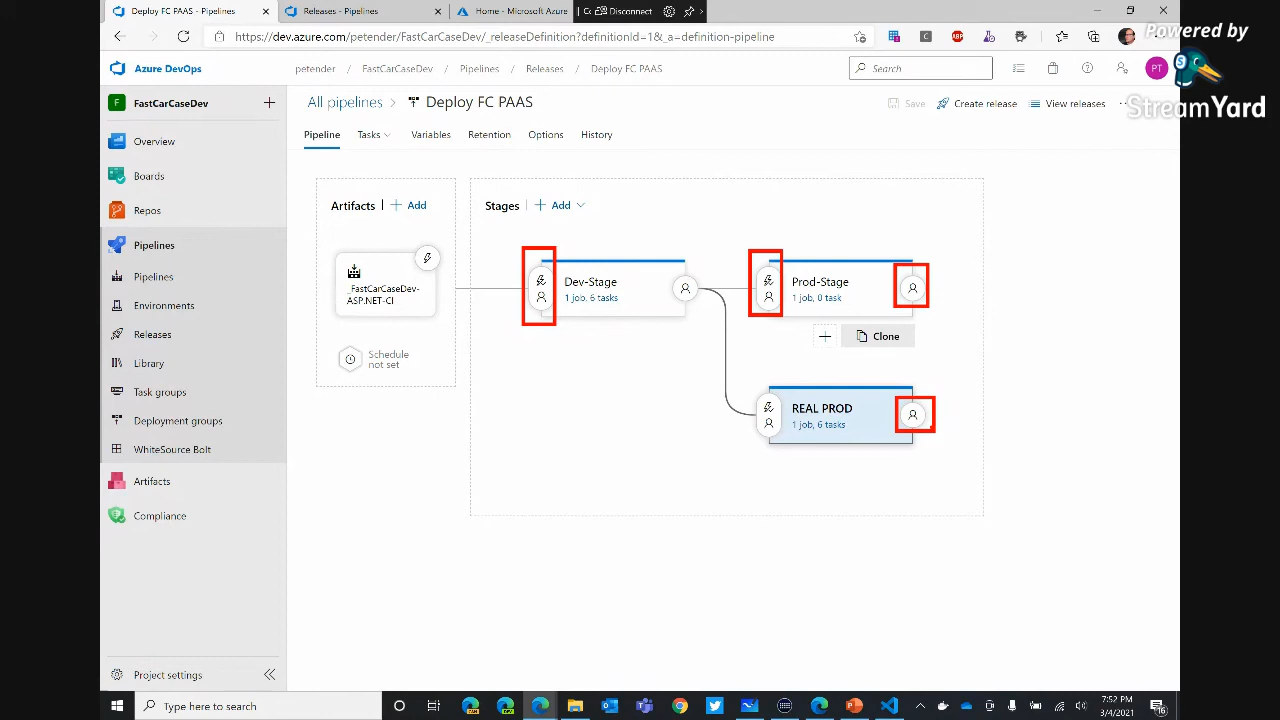 Deploy FC PAAS - Pipelines
Releases - Pipelines
Home - Microsoft Azure
Disconnect
https://dev.azure.com/petender/FastCarCaseDev/_releaseDefinition?definitionId=1&_a=definition-pipeline
Powered by
StreamYard
Azure DevOps
petender / FastCarCaseDev / Pipelines / Releases / Deploy FC PAAS
Search
PT
F FastCarCaseDev
All pipelines > Deploy FC PAAS
Save
Create release
View releases
Pipeline
Tasks
Variables
Retention
Options
History
Overview
Boards
Repos
Pipelines
Pipelines
Environments
Releases
Library
Task groups
Deployment groups
WhiteSource Bolt
Artifacts
Compliance
Project settings
Artifacts | + Add
_FastCarCaseDev-
ASP.NET-CI
Schedule
not set
Stages | + Add
Dev-Stage
1 job, 6 tasks
Prod-Stage
1 job, 0 task
Clone
REAL PROD
1 job, 6 tasks
Type here to search
7:52 PM
3/4/2021